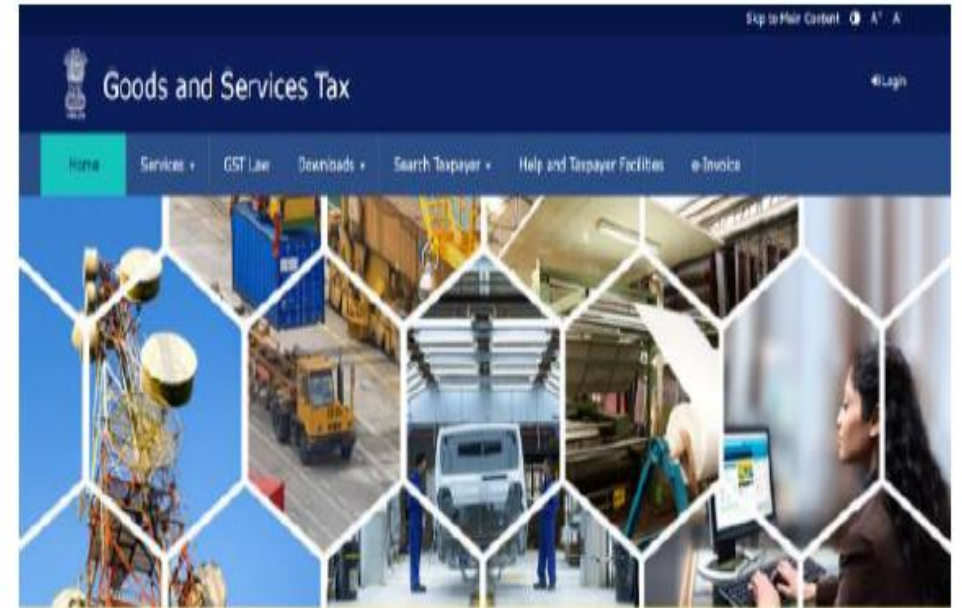 Skip to Main Content A⁺ A
Goods and Services Tax
Login
Home Services GST Law Downloads Search Taxpayer Help and Taxpayer Facilities e-Invoice